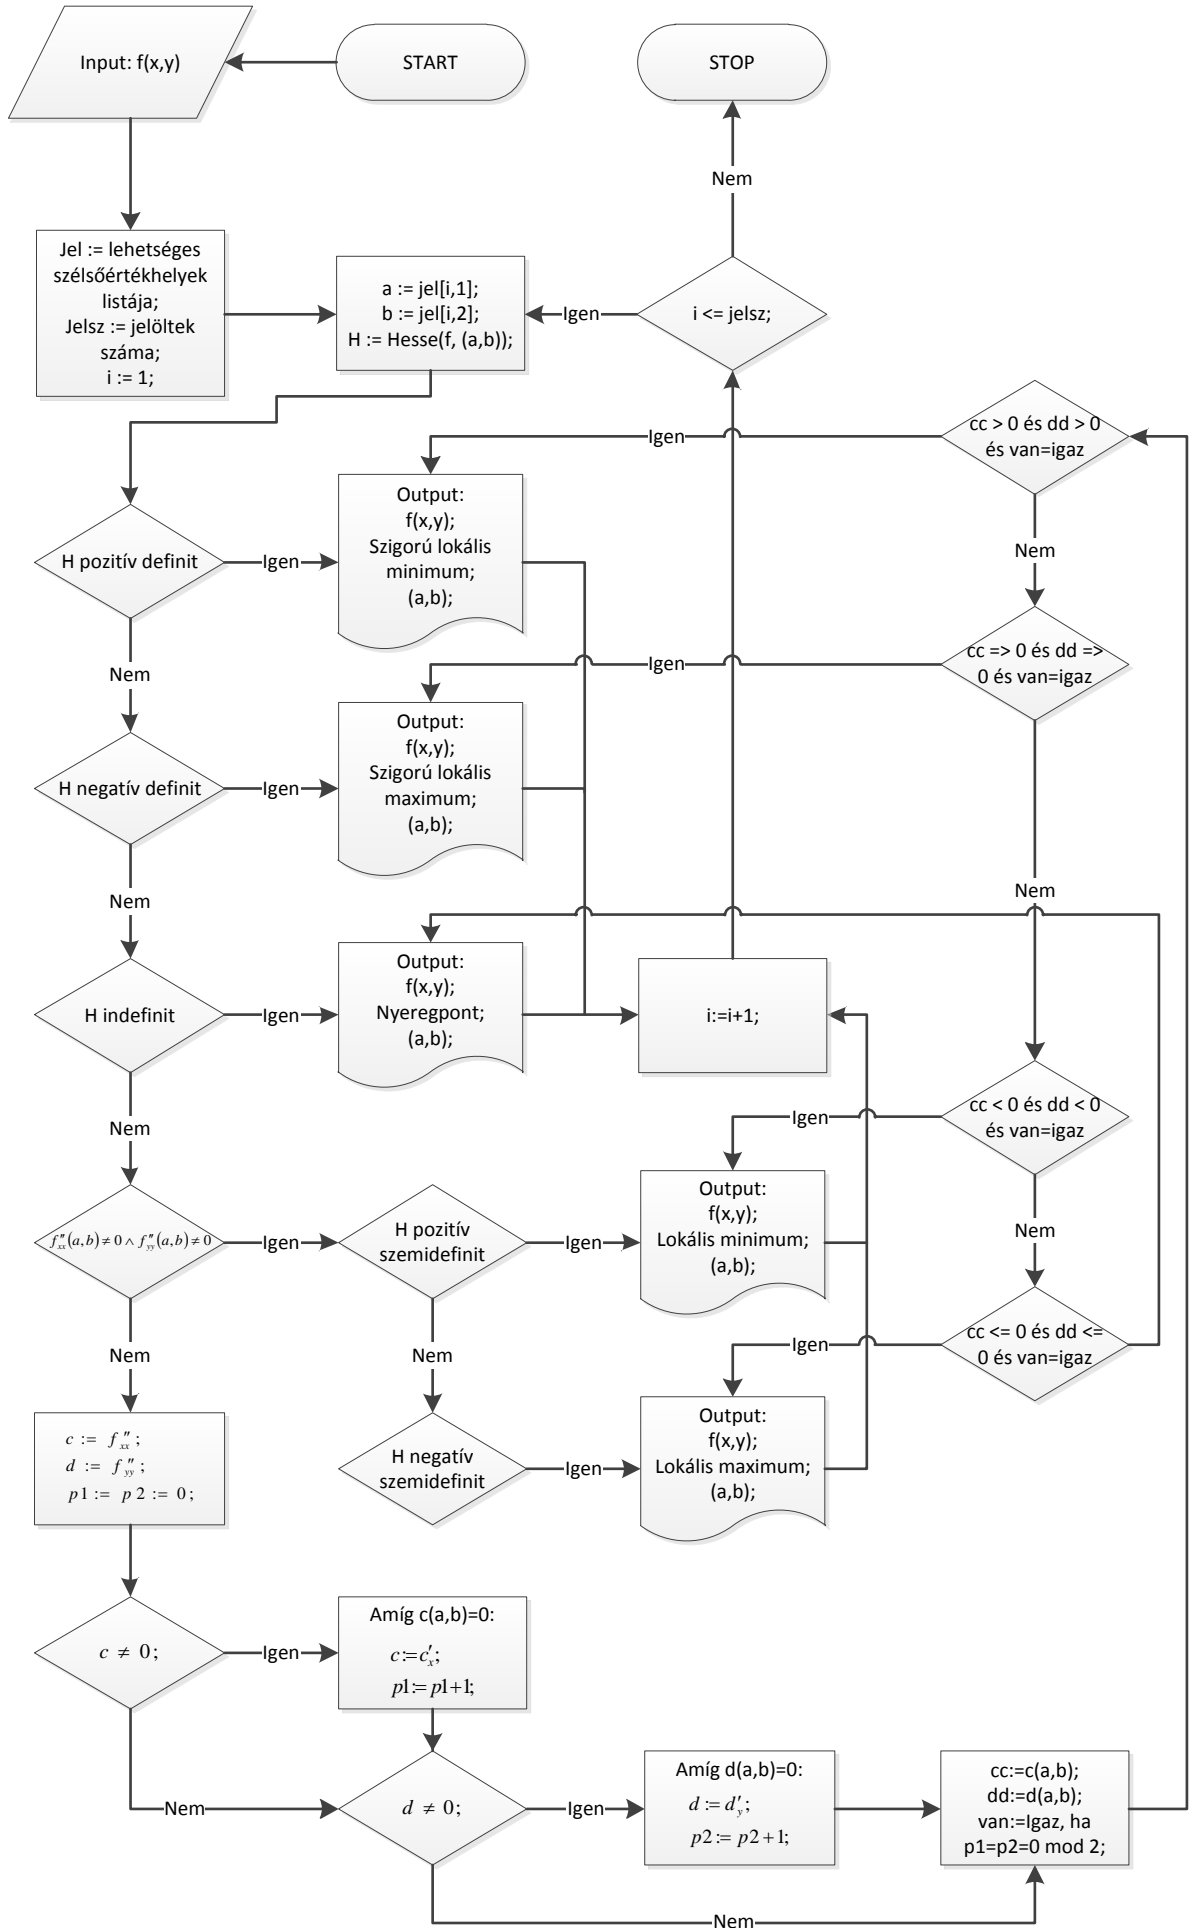 Input: f(x,y)
START
STOP
Nem
Jel := lehetséges
szélsőértékhelyek
listája;
Jelsz := jelöltek
száma;
i := 1;
a := jel[i,1];
b := jel[i,2];
H := Hesse(f, (a,b));
Igen
i <= jelsz;
cc > 0 és dd > 0
és van=igaz
Igen
Nem
Output:
f(x,y);
Szigorú lokális
minimum;
(a,b);
H pozitív definit
Igen
Nem
cc => 0 és dd =>
0 és van=igaz
Igen
Nem
Output:
f(x,y);
Szigorú lokális
maximum;
(a,b);
H negatív definit
Igen
Nem
Output:
f(x,y);
Nyeregpont;
(a,b);
H indefinit
Igen
i:=i+1;
Nem
cc < 0 és dd < 0
és van=igaz
Igen
Nem
f''xx(a,b)≠0∧f''yy(a,b)≠0
Igen
H pozitív
szemidefinit
Igen
Output:
f(x,y);
Lokális minimum;
(a,b);
Nem
Nem
cc <= 0 és dd <=
0 és van=igaz
Igen
H negatív
szemidefinit
Igen
Output:
f(x,y);
Lokális maximum;
(a,b);
c := f''xx;
d := f''yy;
p1 := p2 := 0;
c ≠ 0;
Igen
Amíg c(a,b)=0:
c:=c'x;
p1:=p1+1;
Nem
d ≠ 0;
Igen
Amíg d(a,b)=0:
d := d'y;
p2 := p2+1;
cc:=c(a,b);
dd:=d(a,b);
van:=Igaz, ha
p1=p2=0 mod 2;
Nem